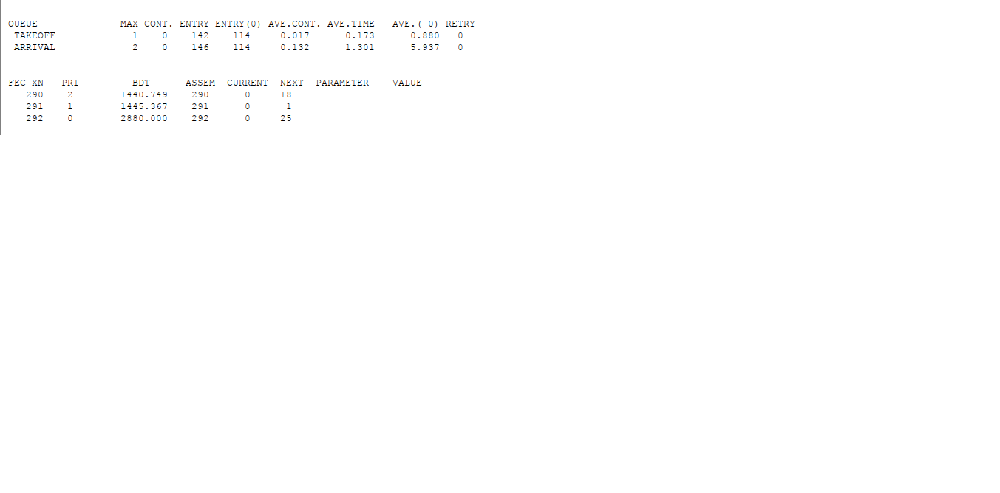 QUEUE MAX CONT. ENTRY ENTRY(0) AVE.CONT. AVE.TIME AVE.(-0) RETRY
TAKEOFF 1 0 142 114 0.017 0.173 0.880 0
ARRIVAL 2 0 146 114 0.132 1.301 5.937 0
FEC XN PRI BDT ASSEM CURRENT NEXT PARAMETER VALUE
290 2 1440.749 290 0 18
291 1 1445.367 291 0 1
292 0 2880.000 292 0 25